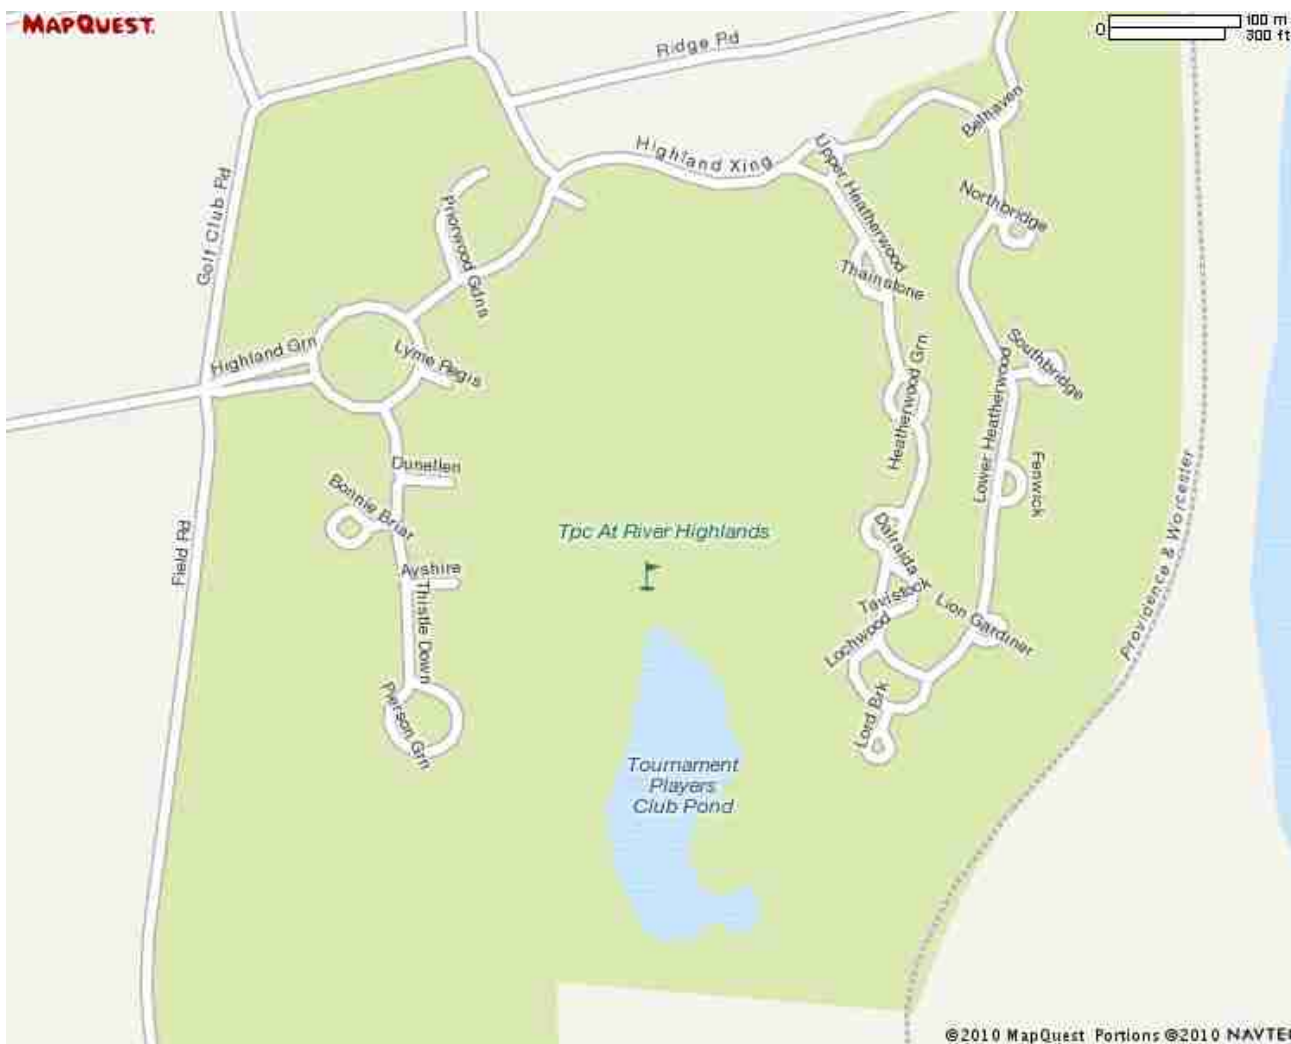 MAPQUEST.
0
100 m
300 ft
Ridge Rd
Belhaven
Highland Xing
Upper Heatherwood
Golf Club Rd
Priorwood Gdns
Northbridge
Thainstone
Highland Grn
Lyme Regis
Southbridge
Heatherwood Grn
Lower Heatherwood
Dunellen
Bonnie Briar
Fenwick
Field Rd
Tpc At River Highlands
Dalraida
Providence & Worcester
Ayshire
Thistle Down
Tavistock
Lion Gardiner
Lochwood
Pierson Grn
Lord Brk
Tournament
Players
Club Pond
©2010 MapQuest Portions ©2010 NAVTEQ